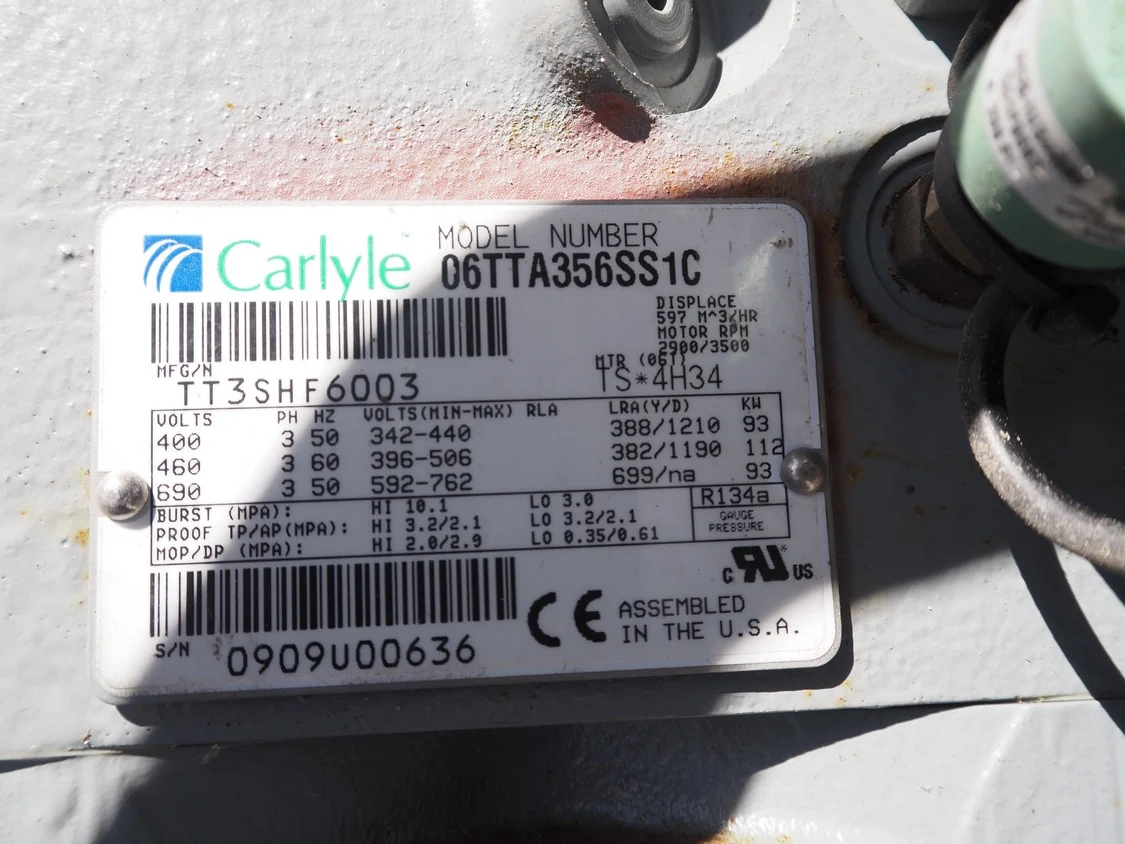 Carlyle
MODEL NUMBER
06TTA356SS1C
DISPLACE
597 M^3/HR
MOTOR RPM
2900/3500
MFG/N
TT3SHF6003
MTR (06T)
TS*4H34
VOLTS PH HZ VOLTS(MIN-MAX) RLA LRA(Y/D) KW
400 3 50 342-440 388/1210 93
460 3 60 396-506 382/1190 112
690 3 50 592-762 699/na 93
BURST (MPA): HI 10.1 LO 3.0
PROOF TP/AP(MPA): HI 3.2/2.1 LO 3.2/2.1
MOP/DP (MPA): HI 2.0/2.9 LO 0.35/0.61
R134a
GAUGE
PRESSURE
C RU US
CE
ASSEMBLED
IN THE U.S.A.
S/N 0909U00636